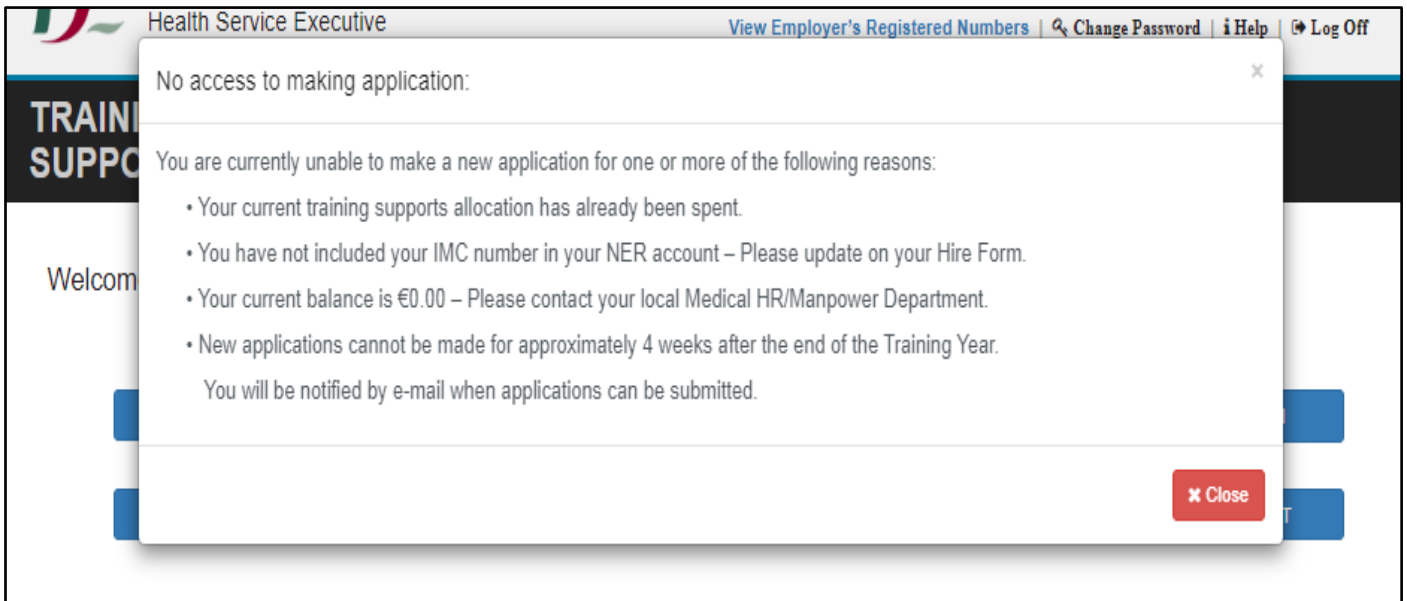 Health Service Executive
View Employer's Registered Numbers | Change Password | i Help | Log Off
No access to making application:
×
You are currently unable to make a new application for one or more of the following reasons:
• Your current training supports allocation has already been spent.
• You have not included your IMC number in your NER account – Please update on your Hire Form.
• Your current balance is €0.00 – Please contact your local Medical HR/Manpower Department.
• New applications cannot be made for approximately 4 weeks after the end of the Training Year.
You will be notified by e-mail when applications can be submitted.
✖ Close